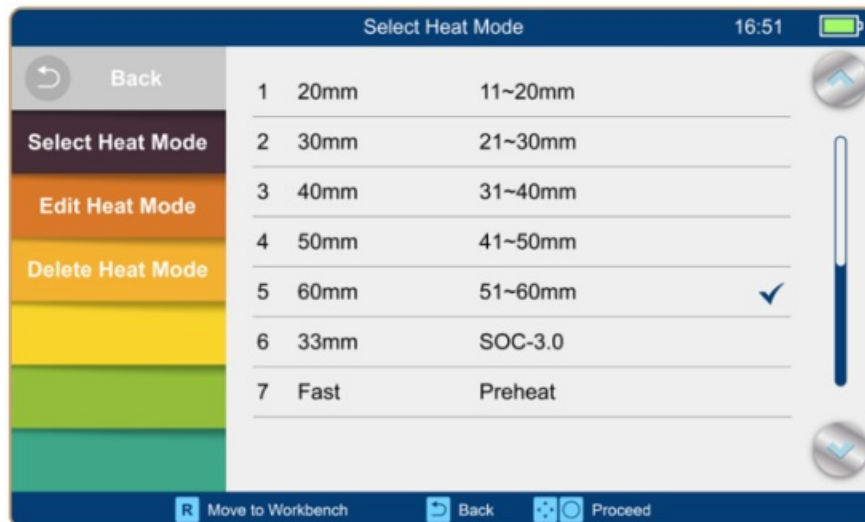 Select Heat Mode 16:51
Back
Select Heat Mode
Edit Heat Mode
Delete Heat Mode
1 20mm 11~20mm
2 30mm 21~30mm
3 40mm 31~40mm
4 50mm 41~50mm
5 60mm 51~60mm
6 33mm SOC-3.0
7 Fast Preheat
R Move to Workbench Back Proceed